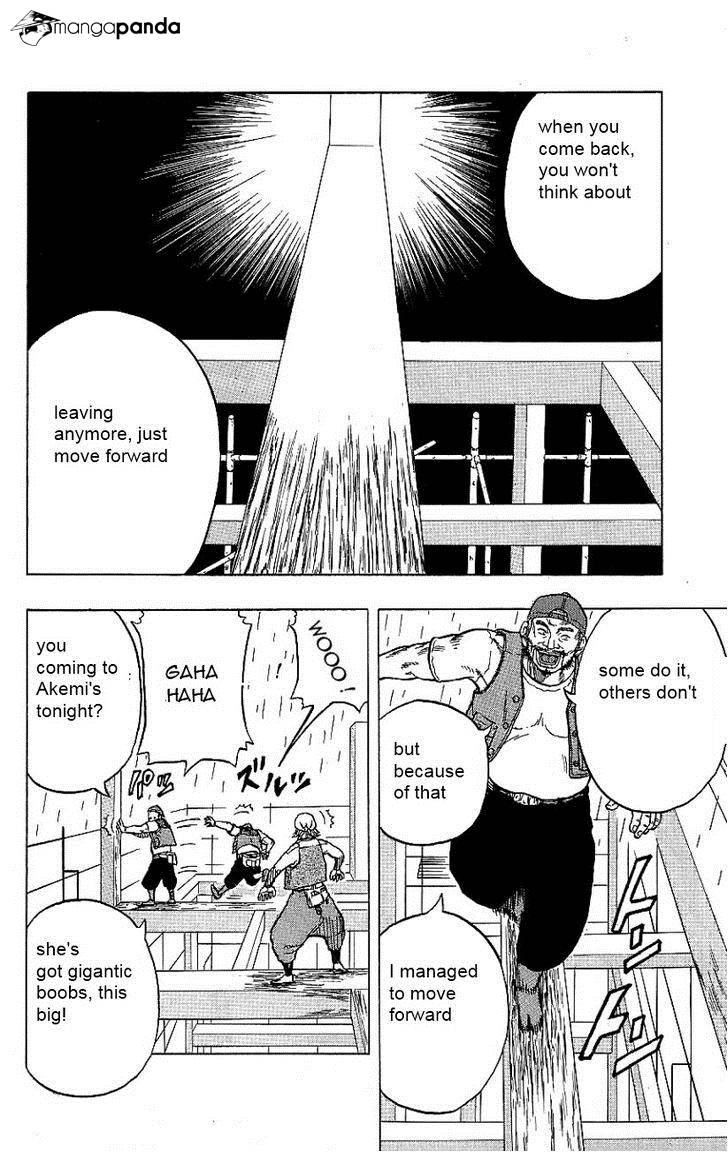 mangapanda
when you
come back,
you won't
think about
leaving
anymore, just
move forward
some do it,
others don't
but
because
of that
I managed
to move
forward
トン
トン
WOOO!
GAHA
HAHA
!
you
coming to
Akemi's
tonight?
パッ
ズルッ
she's
got gigantic
boobs, this
big!